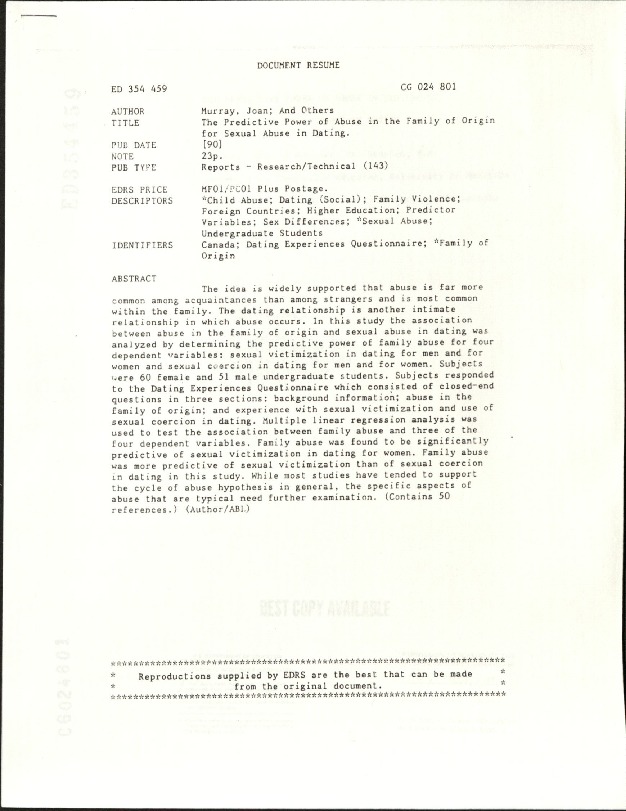 DOCUMENT RESUME
ED 354 459 CG 024 801
AUTHOR Murray, Joan; And Others
TITLE The Predictive Power of Abuse in the Family of Origin
for Sexual Abuse in Dating.
PUB DATE [90]
NOTE 23p.
PUB TYPE Reports - Research/Technical (143)
EDRS PRICE MF01/PC01 Plus Postage.
DESCRIPTORS *Child Abuse; Dating (Social); Family Violence;
Foreign Countries; Higher Education; Predictor
Variables; Sex Differences; *Sexual Abuse;
Undergraduate Students
IDENTIFIERS Canada; Dating Experiences Questionnaire; *Family of
Origin
ABSTRACT
The idea is widely supported that abuse is far more
common among acquaintances than among strangers and is most common
within the family. The dating relationship is another intimate
relationship in which abuse occurs. In this study the association
between abuse in the family of origin and sexual abuse in dating was
analyzed by determining the predictive power of family abuse for four
dependent variables: sexual victimization in dating for men and for
women and sexual coercion in dating for men and for women. Subjects
were 60 female and 51 male undergraduate students. Subjects responded
to the Dating Experiences Questionnaire which consisted of closed-end
questions in three sections: background information; abuse in the
family of origin; and experience with sexual victimization and use of
sexual coercion in dating. Multiple linear regression analysis was
used to test the association between family abuse and three of the
four dependent variables. Family abuse was found to be significantly
predictive of sexual victimization in dating for women. Family abuse
was more predictive of sexual victimization than of sexual coercion
in dating in this study. While most studies have tended to support
the cycle of abuse hypothesis in general, the specific aspects of
abuse that are typical need further examination. (Contains 50
references.) (Author/ABL)
BEST COPY AVAILABLE
***********************************************************************
* Reproductions supplied by EDRS are the best that can be made *
* from the original document. *
***********************************************************************
ED354459
CG024801